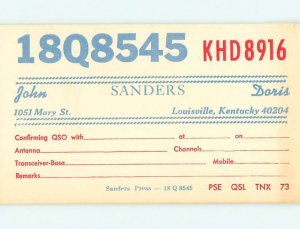 18Q8545 KHD8916
John SANDERS Doris
1051 Mary St. Louisville, Kentucky 40204
Confirming QSO with at on
Antenna Channels
Transceiver-Base Mobile
Remarks
Sanders Press — 18 Q 8545 PSE QSL TNX 73